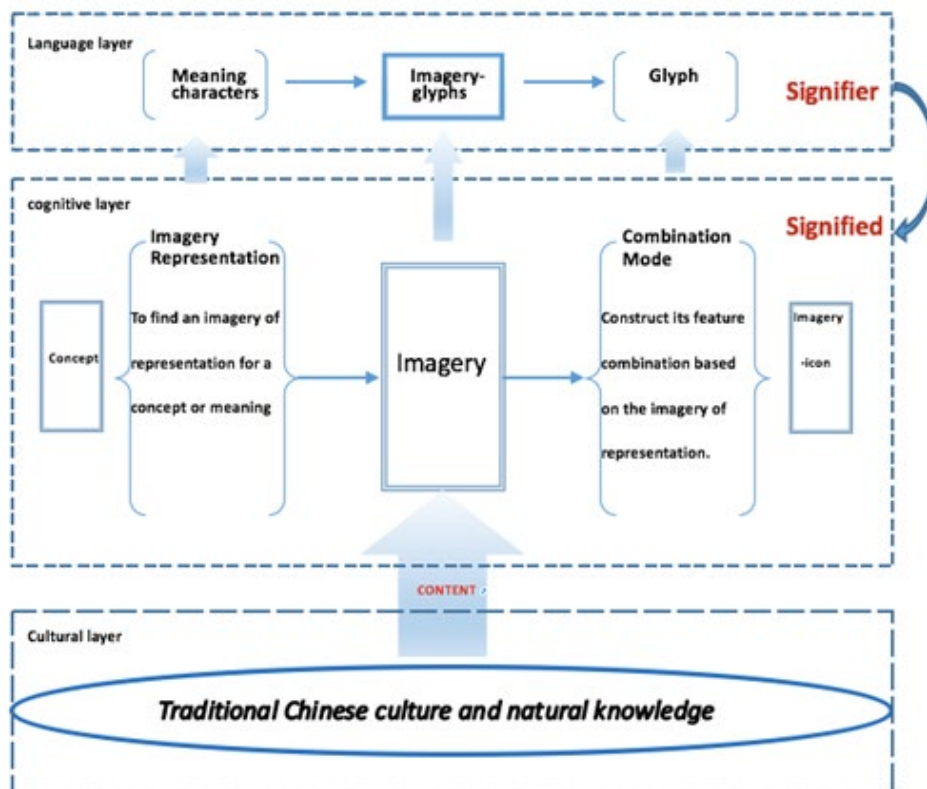 Language layer
Meaning
characters
Imagery-
glyphs
Glyph
Signifier
cognitive layer
Signified
Imagery
Representation
Combination
Mode
Concept
To find an imagery of
representation for a
concept or meaning
Imagery
Construct its feature
combination based
on the imagery of
representation.
Imagery
-icon
CONTENT
Cultural layer
Traditional Chinese culture and natural knowledge